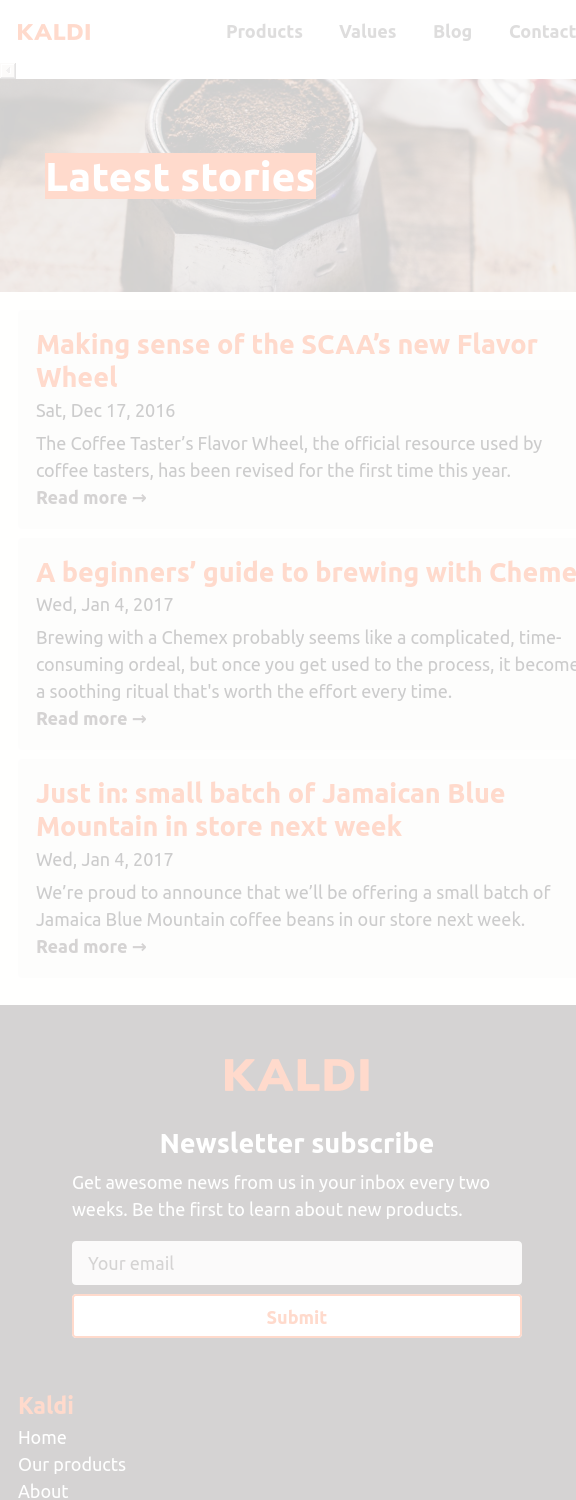 KALDI
Products Values Blog Contact
Latest stories
Making sense of the SCAA’s new Flavor
Wheel
Sat, Dec 17, 2016
The Coffee Taster’s Flavor Wheel, the official resource used by
coffee tasters, has been revised for the first time this year.
Read more →
A beginners’ guide to brewing with Cheme
Wed, Jan 4, 2017
Brewing with a Chemex probably seems like a complicated, time-
consuming ordeal, but once you get used to the process, it become
a soothing ritual that's worth the effort every time.
Read more →
Just in: small batch of Jamaican Blue
Mountain in store next week
Wed, Jan 4, 2017
We’re proud to announce that we’ll be offering a small batch of
Jamaica Blue Mountain coffee beans in our store next week.
Read more →
KALDI
Newsletter subscribe
Get awesome news from us in your inbox every two
weeks. Be the first to learn about new products.
Your email
Submit
Kaldi
Home
Our products
About